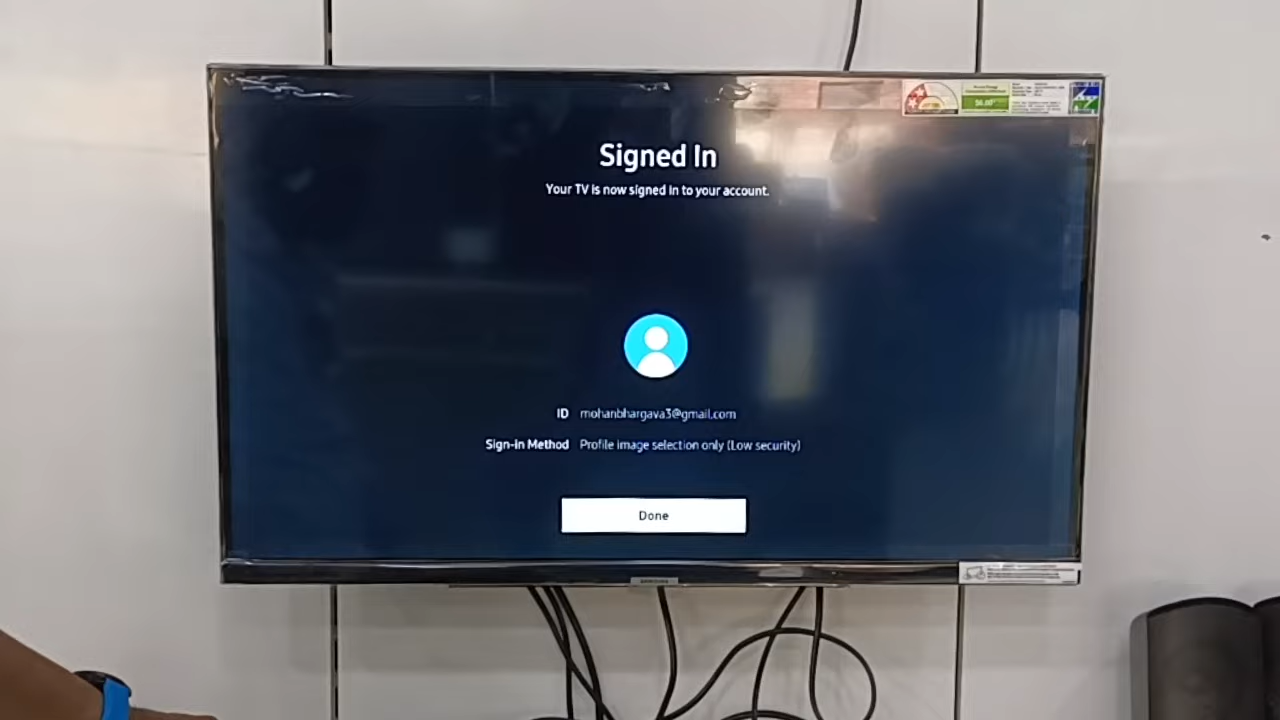 Signed In
Your TV is now signed in to your account.
ID mohanbhargava3@gmail.com
Sign-in Method Profile image selection only (Low security)
Done
SAMSUNG